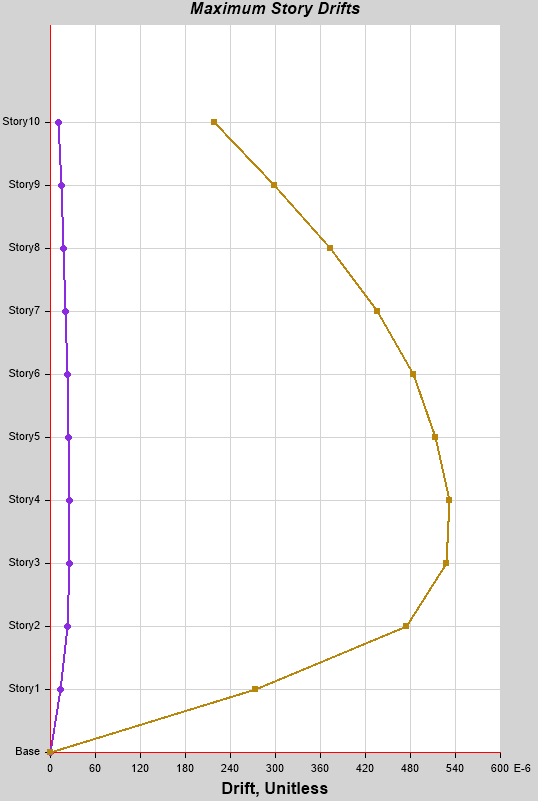 Maximum Story Drifts
Story10
Story9
Story8
Story7
Story6
Story5
Story4
Story3
Story2
Story1
Base
0 60 120 180 240 300 360 420 480 540 600 E-6
Drift, Unitless